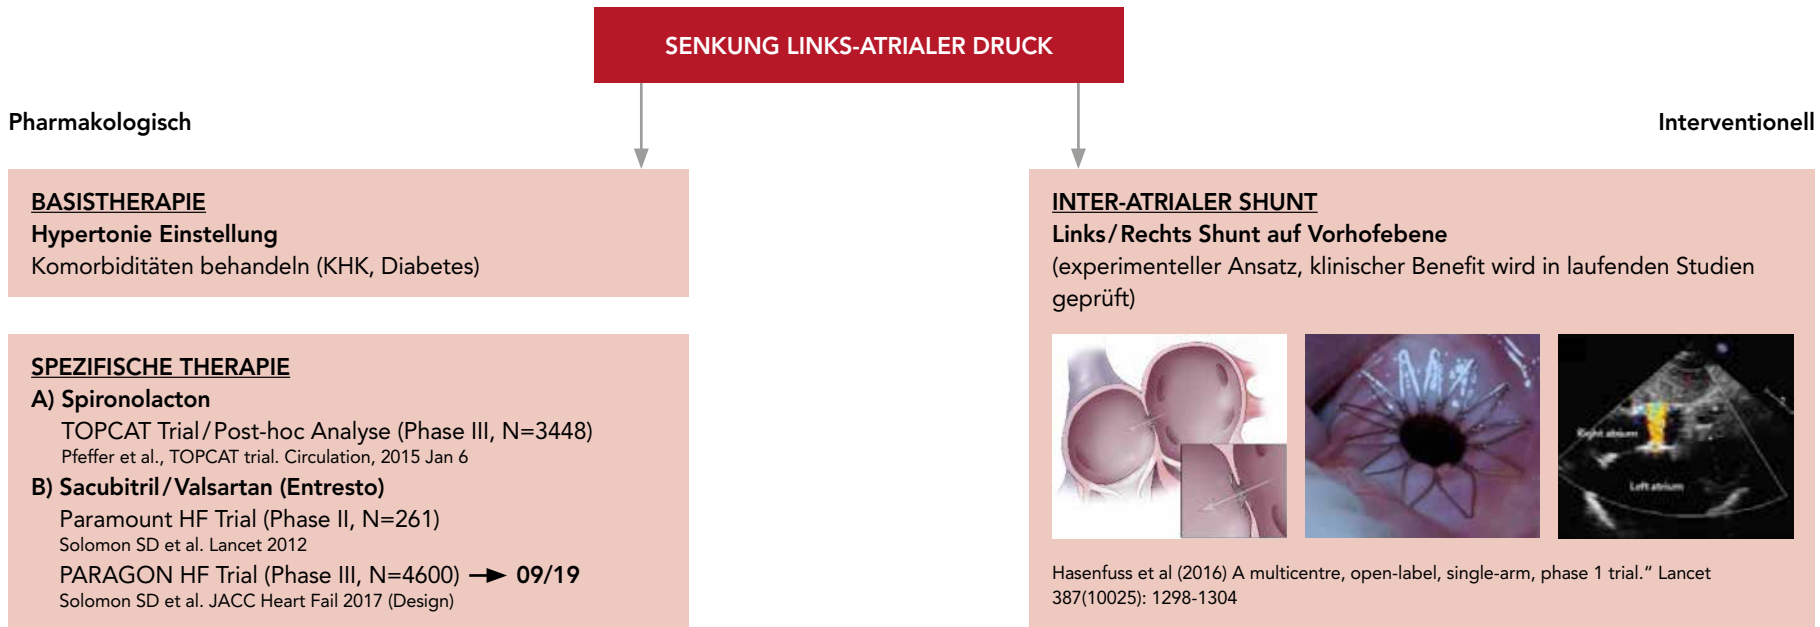 SENKUNG LINKS-ATRIALER DRUCK
Pharmakologisch
Interventionell
BASISTHERAPIE
Hypertonie Einstellung
Komorbiditäten behandeln (KHK, Diabetes)
SPEZIFISCHE THERAPIE
A) Spironolacton
TOPCAT Trial/Post-hoc Analyse (Phase III, N=3448)
Pfeffer et al., TOPCAT trial. Circulation, 2015 Jan 6
B) Sacubitril/Valsartan (Entresto)
Paramount HF Trial (Phase II, N=261)
Solomon SD et al. Lancet 2012
PARAGON HF Trial (Phase III, N=4600) → 09/19
Solomon SD et al. JACC Heart Fail 2017 (Design)
INTER-ATRIALER SHUNT
Links/Rechts Shunt auf Vorhofebene
(experimenteller Ansatz, klinischer Benefit wird in laufenden Studien
geprüft)
Right atrium
Left atrium
Hasenfuss et al (2016) A multicentre, open-label, single-arm, phase 1 trial.“ Lancet
387(10025): 1298-1304